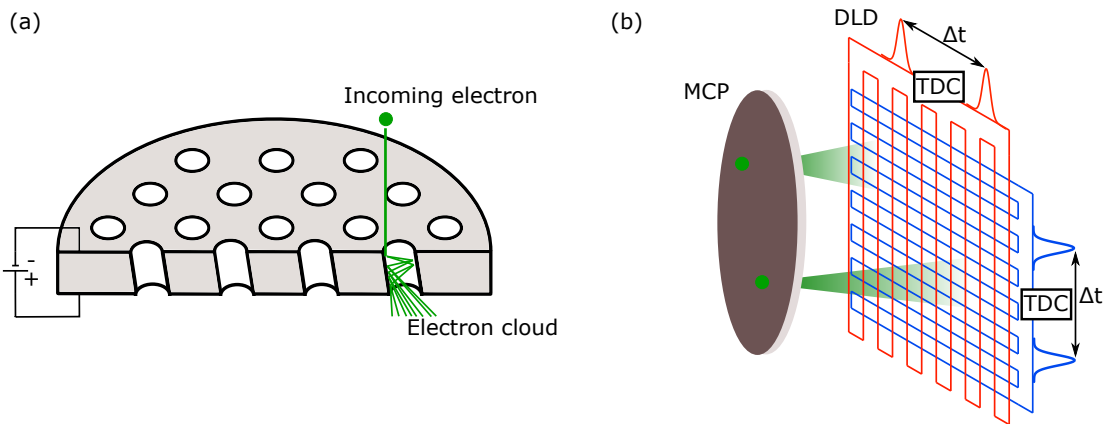 (a)
Incoming electron
-
+
Electron cloud
(b)
DLD
Δt
TDC
MCP
TDC
Δt